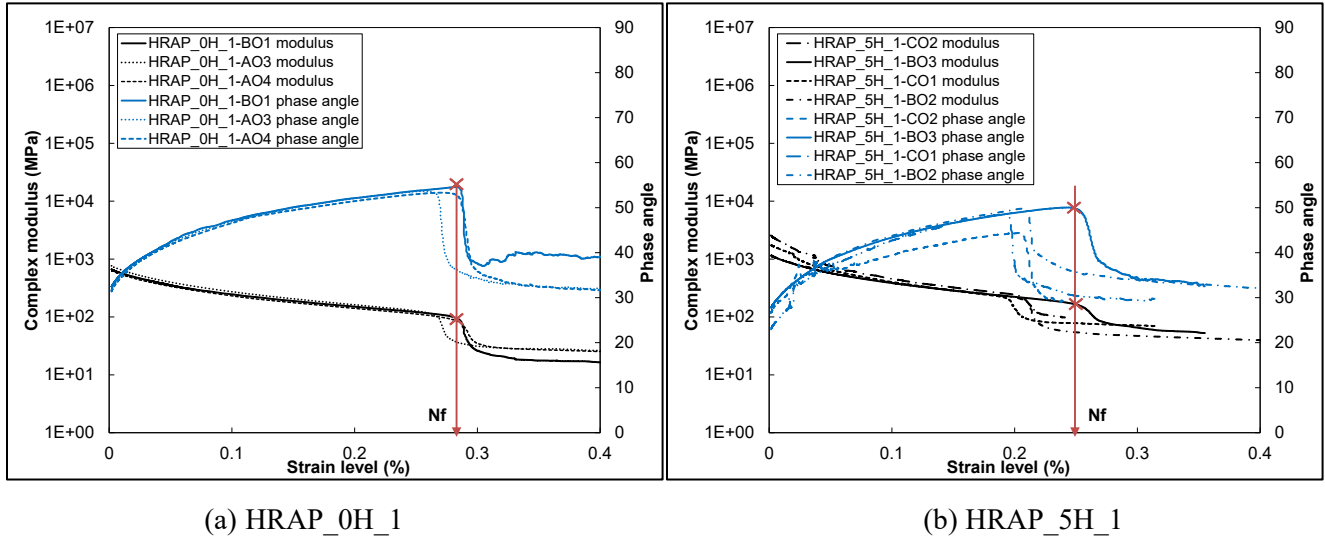 1E+07
1E+06
1E+05
1E+04
1E+03
1E+02
1E+01
1E+00
Complex modulus (MPa)
HRAP_0H_1-BO1 modulus
HRAP_0H_1-AO3 modulus
HRAP_0H_1-AO4 modulus
HRAP_0H_1-BO1 phase angle
HRAP_0H_1-AO3 phase angle
HRAP_0H_1-AO4 phase angle
Nf
90
80
70
60
50
40
30
20
10
0
Phase angle
0 0.1 0.2 0.3 0.4
Strain level (%)
(a) HRAP_0H_1
1E+07
1E+06
1E+05
1E+04
1E+03
1E+02
1E+01
1E+00
Complex modulus (MPa)
HRAP_5H_1-CO2 modulus
HRAP_5H_1-BO3 modulus
HRAP_5H_1-CO1 modulus
HRAP_5H_1-BO2 modulus
HRAP_5H_1-CO2 phase angle
HRAP_5H_1-BO3 phase angle
HRAP_5H_1-CO1 phase angle
HRAP_5H_1-BO2 phase angle
Nf
90
80
70
60
50
40
30
20
10
0
Phase angle
0 0.1 0.2 0.3 0.4
Strain level (%)
(b) HRAP_5H_1